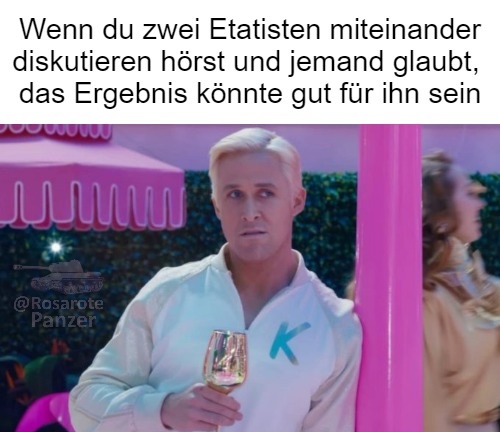 Wenn du zwei Etatisten miteinander
diskutieren hörst und jemand glaubt,
das Ergebnis könnte gut für ihn sein
@Rosarote
Panzer
K